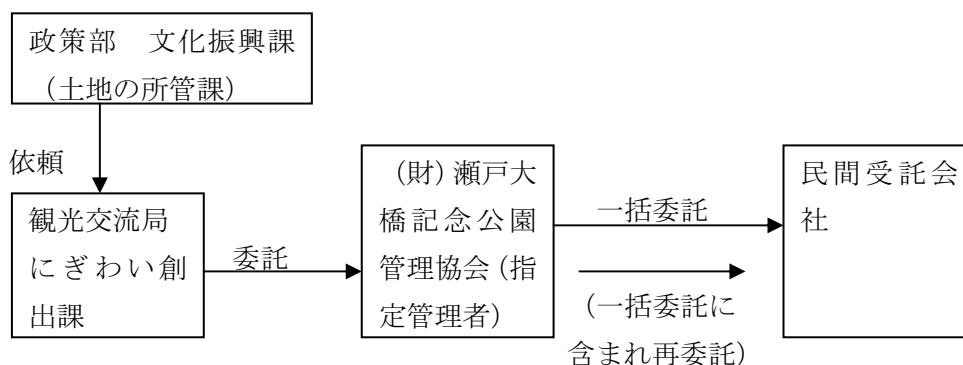 政策部　文化振興課
（土地の所管課）
依頼
観光交流局
にぎわい創
出課
委託
（財）瀬戸大
橋記念公園
管理協会（指
定管理者）
一括委託
（一括委託に
含まれ再委託）
民間受託会
社